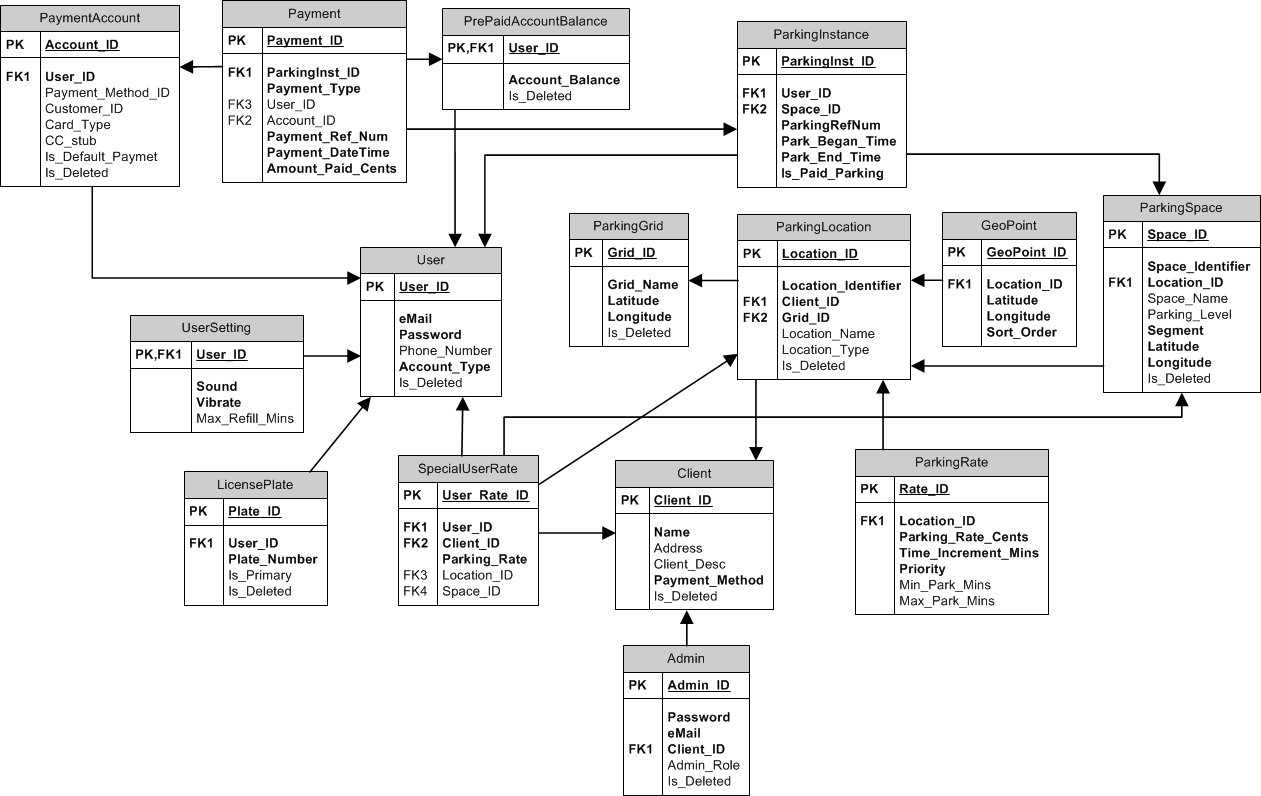 PaymentAccount
PK Account_ID
FK1 User_ID
Payment_Method_ID
Customer_ID
Card_Type
CC_stub
Is_Default_Paymet
Is_Deleted
Payment
PK Payment_ID
FK1 ParkingInst_ID
Payment_Type
FK3 User_ID
FK2 Account_ID
Payment_Ref_Num
Payment_DateTime
Amount_Paid_Cents
PrePaidAccountBalance
PK,FK1 User_ID
Account_Balance
Is_Deleted
ParkingInstance
PK ParkingInst_ID
FK1 User_ID
FK2 Space_ID
ParkingRefNum
Park_Began_Time
Park_End_Time
Is_Paid_Parking
ParkingSpace
PK Space_ID
Space_Identifier
FK1 Location_ID
Space_Name
Parking_Level
Segment
Latitude
Longitude
Is_Deleted
User
PK User_ID
eMail
Password
Phone_Number
Account_Type
Is_Deleted
ParkingGrid
PK Grid_ID
Grid_Name
Latitude
Longitude
Is_Deleted
ParkingLocation
PK Location_ID
Location_Identifier
FK1 Client_ID
FK2 Grid_ID
Location_Name
Location_Type
Is_Deleted
GeoPoint
PK GeoPoint_ID
FK1 Location_ID
Latitude
Longitude
Sort_Order
UserSetting
PK,FK1 User_ID
Sound
Vibrate
Max_Refill_Mins
LicensePlate
PK Plate_ID
FK1 User_ID
Plate_Number
Is_Primary
Is_Deleted
SpecialUserRate
PK User_Rate_ID
FK1 User_ID
FK2 Client_ID
Parking_Rate
FK3 Location_ID
FK4 Space_ID
Client
PK Client_ID
Name
Address
Client_Desc
Payment_Method
Is_Deleted
ParkingRate
PK Rate_ID
FK1 Location_ID
Parking_Rate_Cents
Time_Increment_Mins
Priority
Min_Park_Mins
Max_Park_Mins
Admin
PK Admin_ID
Password
eMail
FK1 Client_ID
Admin_Role
Is_Deleted